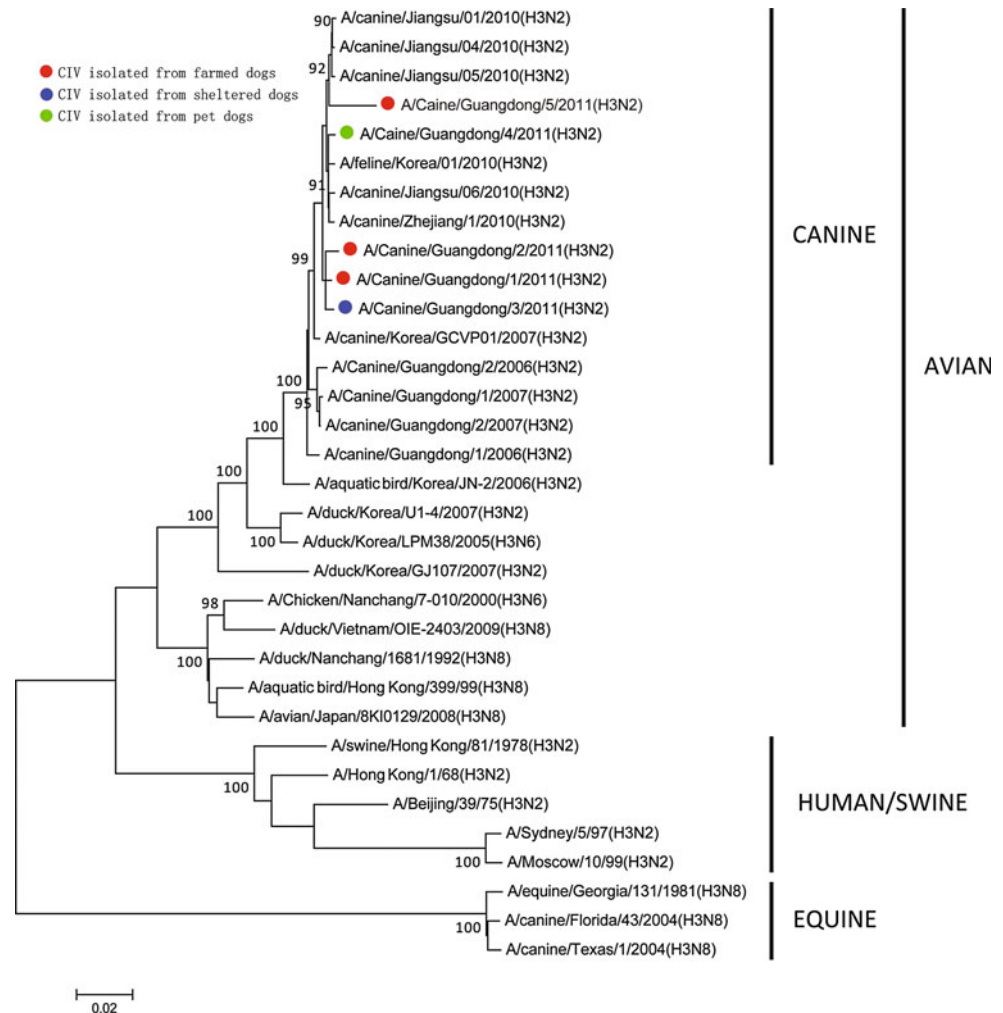 90
A/canine/Jiangsu/01/2010(H3N2)
A/canine/Jiangsu/04/2010(H3N2)
CIV isolated from farmed dogs
92
A/canine/Jiangsu/05/2010(H3N2)
CIV isolated from sheltered dogs
A/Caine/Guangdong/5/2011(H3N2)
CIV isolated from pet dogs
A/Caine/Guangdong/4/2011(H3N2)
A/feline/Korea/01/2010(H3N2)
91
A/canine/Jiangsu/06/2010(H3N2)
A/canine/Zhejiang/1/2010(H3N2)
CANINE
A/Canine/Guangdong/2/2011(H3N2)
99
A/Canine/Guangdong/1/2011(H3N2)
A/Canine/Guangdong/3/2011(H3N2)
A/canine/Korea/GCVP01/2007(H3N2)
AVIAN
A/Canine/Guangdong/2/2006(H3N2)
100
A/Canine/Guangdong/1/2007(H3N2)
95
A/canine/Guangdong/2/2007(H3N2)
100
A/canine/Guangdong/1/2006(H3N2)
100
A/aquatic bird/Korea/JN-2/2006(H3N2)
A/duck/Korea/U1-4/2007(H3N2)
100
A/duck/Korea/LPM38/2005(H3N6)
100
A/duck/Korea/GJ107/2007(H3N2)
98
A/Chicken/Nanchang/7-010/2000(H3N6)
A/duck/Vietnam/OIE-2403/2009(H3N8)
100
A/duck/Nanchang/1681/1992(H3N8)
A/aquatic bird/Hong Kong/399/99(H3N8)
A/avian/Japan/8KI0129/2008(H3N8)
A/swine/Hong Kong/81/1978(H3N2)
100
A/Hong Kong/1/68(H3N2)
HUMAN/SWINE
A/Beijing/39/75(H3N2)
A/Sydney/5/97(H3N2)
100
A/Moscow/10/99(H3N2)
A/equine/Georgia/131/1981(H3N8)
100
A/canine/Florida/43/2004(H3N8)
EQUINE
A/canine/Texas/1/2004(H3N8)
0.02